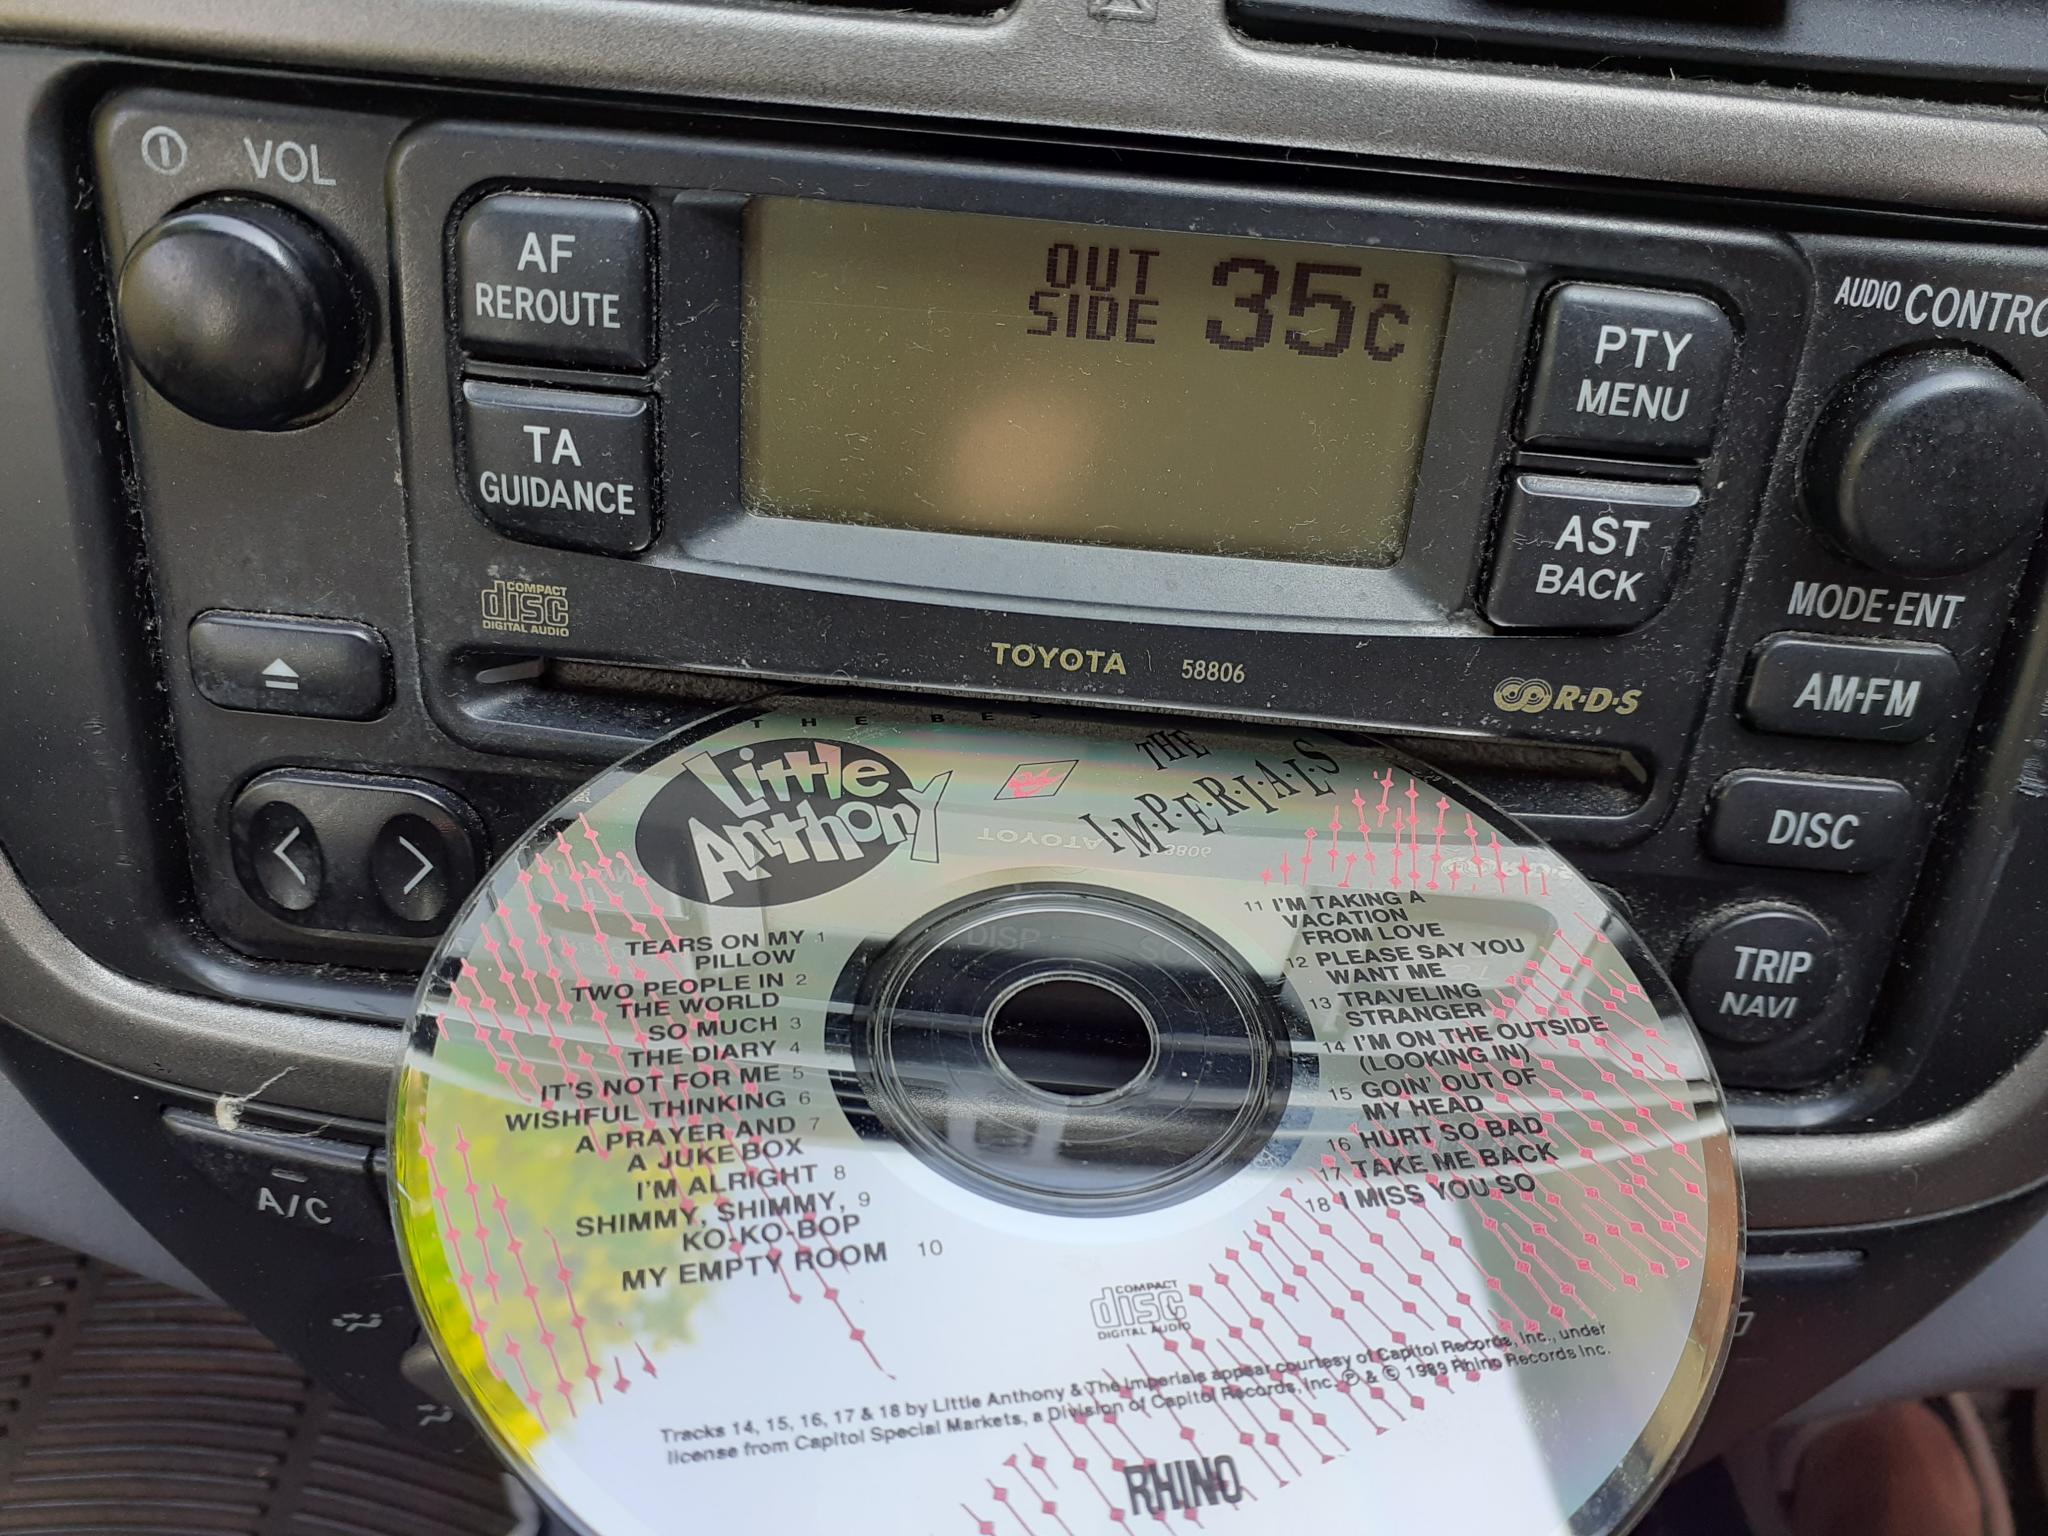 VOL
AF
REROUTE
TA
GUIDANCE
OUT
SIDE 35°C
PTY
MENU
AST
BACK
AUDIO
MODE·ENT
AM·FM
DISC
TRIP
NAVI
COMPACT
disc
DIGITAL AUDIO
TOYOTA 58806
R·D·S
A/C
THE
Little
Anthony
THE
I·M·P·E·R·I·A·L·S
TEARS ON MY 1
PILLOW
TWO PEOPLE IN 2
THE WORLD
SO MUCH 3
THE DIARY 4
IT'S NOT FOR ME 5
WISHFUL THINKING 6
A PRAYER AND 7
A JUKEBOX
I'M ALRIGHT 8
SHIMMY, SHIMMY, 9
KO-KO-BOP
MY EMPTY ROOM 10
11 I'M TAKING A
VACATION
FROM LOVE
12 PLEASE SAY YOU
WANT ME
13 TRAVELING
STRANGER
14 I'M ON THE OUTSIDE
(LOOKING IN)
15 GOIN' OUT OF
MY HEAD
16 HURT SO BAD
17 TAKE ME BACK
18 I MISS YOU SO
COMPACT
disc
DIGITAL AUDIO
Tracks 14, 15, 16, 17 & 18 by Little Anthony & The Imperials appear courtesy of Capitol Records, Inc., under
license from Capitol Special Markets, a Division of Capitol Records, Inc. ℗ & © 1989 Rhino Records Inc.
RHINO